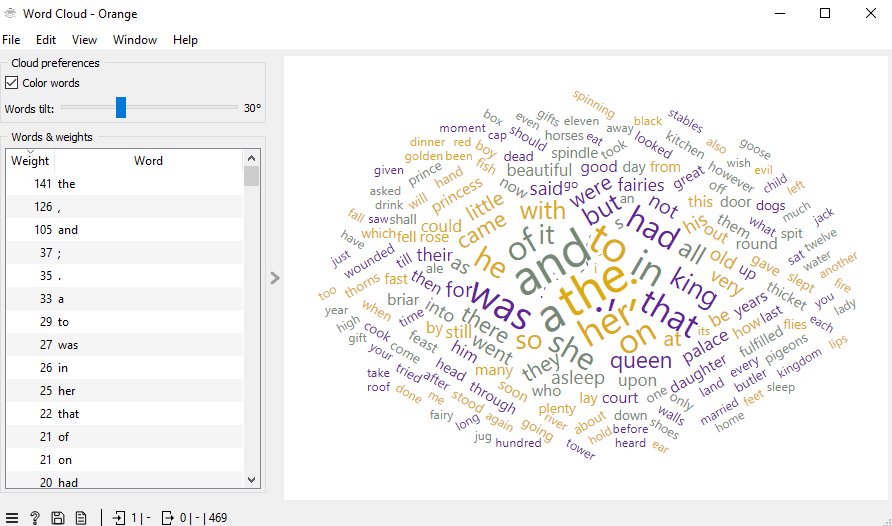 Word Cloud - Orange
File Edit View Window Help
Cloud preferences
Color words
Words tilt: 30°
Words & weights
Weight Word
141 the
126 ,
105 and
37 ;
35 .
33 a
29 to
27 was
26 in
25 her
22 that
21 of
21 on
20 had
1 | - 0 | - | 469
spinning
box even gifts eleven away black stables
moment cap should horses eat looked kitchen also goose
dinner red boy dead spindle took
golden been fish beautiful good day from however wish evil
given prince hand now said go were fairies great off child left
asked will princess an this door dogs
drink little with but not them what much jack
fall saw shall could came s had his out round spit
which fell rose of it to all old up sat twelve
have till their he and in gave slept water another
just wounded ale as i king very thicket fire
too thorns fast then for was a the . that years you lady
year when briar into there her , be last each
high time by still so she on at its how flies lips
gift cook come feast went they palace fulfilled pigeons
your him queen daughter every kingdom
take tried head many asleep upon land butler
roof after through soon who one only feet sleep
done me stood lay court married
fairy again plenty down walls home
long river about shoes
jug going hold before
hundred tower heard ear